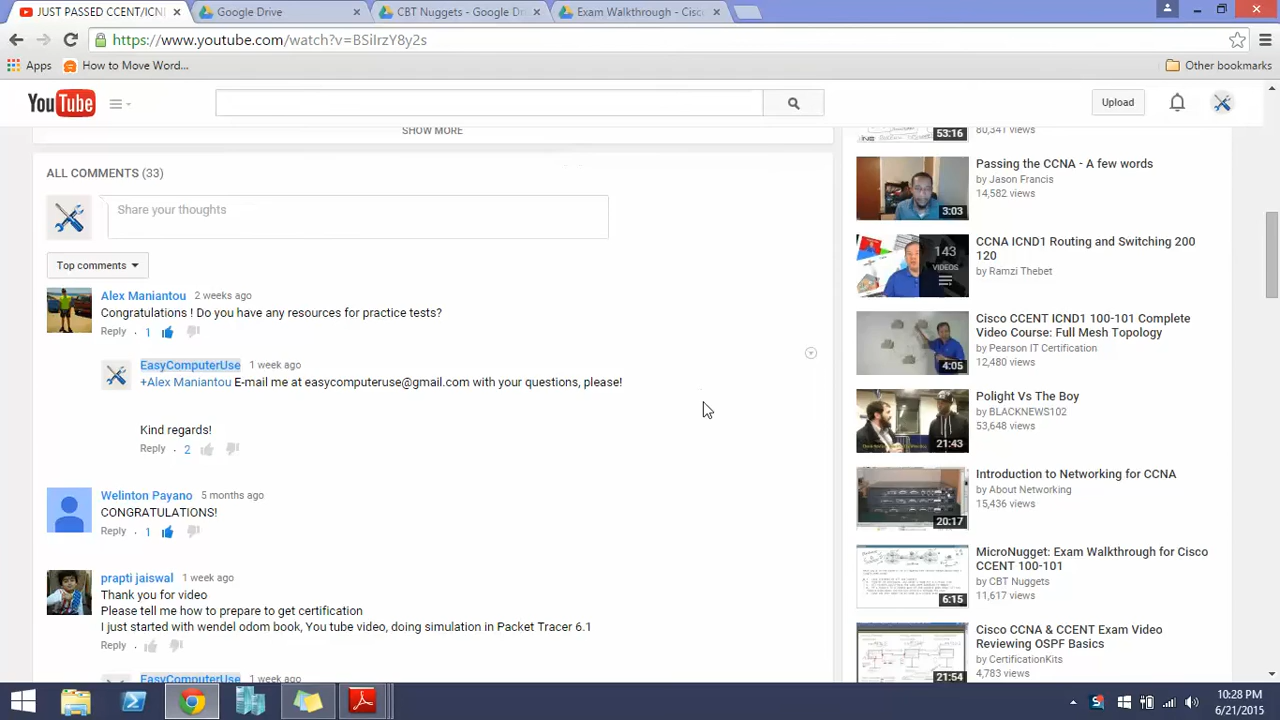 JUST PASSED CCENT/ICN
Google Drive
CBT Nuggets - Google Dri
Exam Walkthrough - Cisc
https://www.youtube.com/watch?v=BSiIrzY8y2s
Apps
How to Move Wor...
Other bookmarks
YouTube
Upload
SHOW MORE
53:16
80,341 views
ALL COMMENTS (33)
Share your thoughts
Top comments
Alex Maniantou 2 weeks ago
Congratulations ! Do you have any resources for practice tests?
Reply · 1
EasyComputerUse 1 week ago
+Alex Maniantou E-mail me at easycomputeruse@gmail.com with your questions, please!
Kind regards!
Reply 2
Welinton Payano 5 months ago
CONGRATULATIONS!
Reply · 1
prapti jaiswal 1 week ago
Thank you for video.
Please tell me how to prepare to get certification
I just started with wendel odom book, You tube video, doing simulation in Packet Tracer 6.1
Reply ·
EasyComputerUse 1 week ago
Passing the CCNA - A few words
by Jason Francis
14,582 views
3:03
CCNA ICND1 Routing and Switching 200
120
by Ramzi Thebet
143
VIDEOS
Cisco CCENT ICND1 100-101 Complete
Video Course: Full Mesh Topology
by Pearson IT Certification
12,480 views
4:05
Polight Vs The Boy
by BLACKNEWS102
53,648 views
21:43
Introduction to Networking for CCNA
by About Networking
15,436 views
20:17
MicroNugget: Exam Walkthrough for Cisco
CCENT 100-101
by CBT Nuggets
11,617 views
6:15
Cisco CCNA & CCENT Exam Video
Reviewing OSPF Basics
by CertificationKits
4,783 views
21:54
10:28 PM
6/21/2015